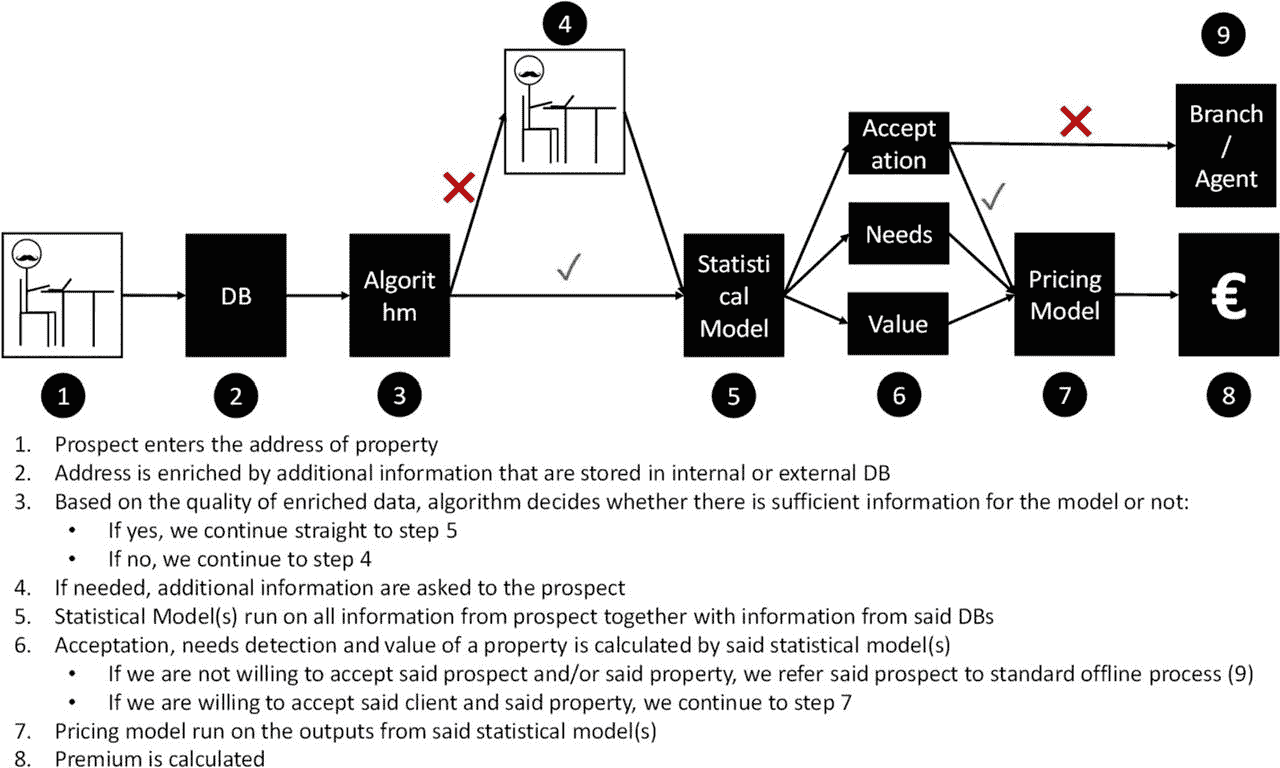 4
9
Accept
ation
Branch
/
Agent
Needs
DB
Algorit
hm
Statisti
cal
Model
Value
Pricing
Model
€
1
2
3
5
6
7
8
1. Prospect enters the address of property
2. Address is enriched by additional information that are stored in internal or external DB
3. Based on the quality of enriched data, algorithm decides whether there is sufficient information for the model or not:
• If yes, we continue straight to step 5
• If no, we continue to step 4
4. If needed, additional information are asked to the prospect
5. Statistical Model(s) run on all information from prospect together with information from said DBs
6. Acceptation, needs detection and value of a property is calculated by said statistical model(s)
• If we are not willing to accept said prospect and/or said property, we refer said prospect to standard offline process (9)
• If we are willing to accept said client and said property, we continue to step 7
7. Pricing model run on the outputs from said statistical model(s)
8. Premium is calculated